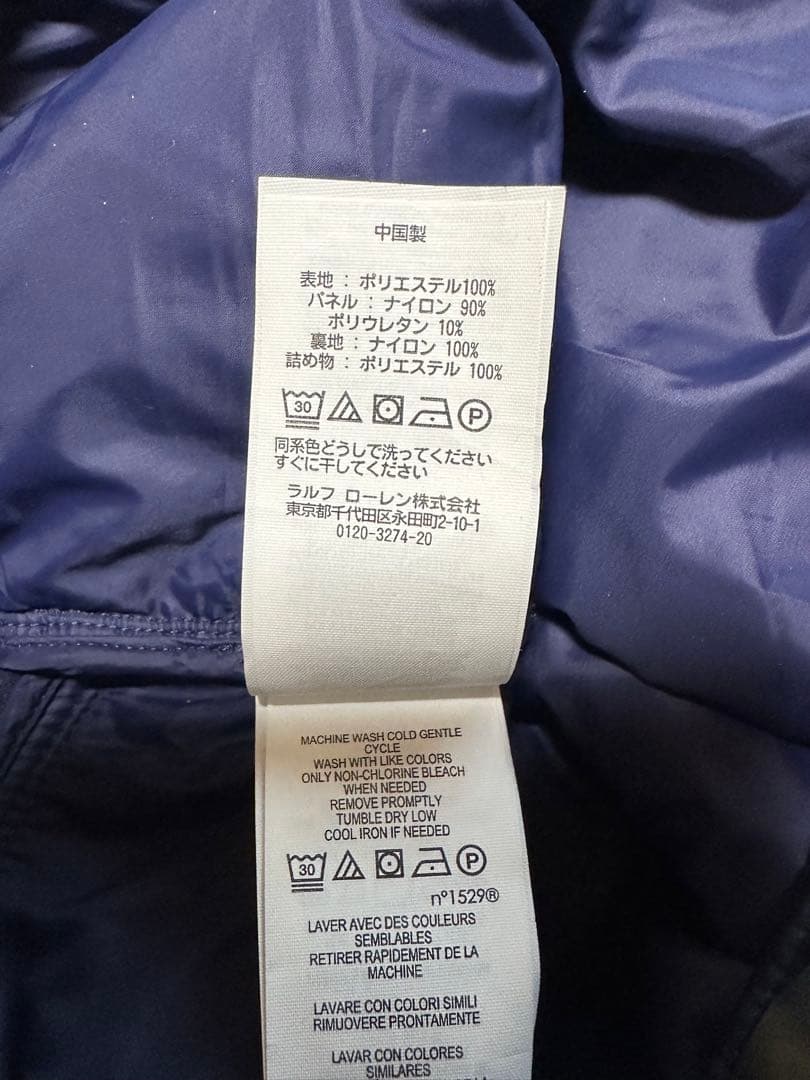 中国製
表地 : ポリエステル100%
パネル : ナイロン 90%
ポリウレタン 10%
裏地 : ナイロン 100%
詰め物 : ポリエステル 100%
30 P
同系色どうしで洗ってください
すぐに干してください
ラルフ ローレン株式会社
東京都千代田区永田町2-10-1
0120-3274-20
MACHINE WASH COLD GENTLE
CYCLE
WASH WITH LIKE COLORS
ONLY NON-CHLORINE BLEACH
WHEN NEEDED
REMOVE PROMPTLY
TUMBLE DRY LOW
COOL IRON IF NEEDED
30 P
n°1529®
LAVER AVEC DES COULEURS
SEMBLABLES
RETIRER RAPIDEMENT DE LA
MACHINE
LAVARE CON COLORI SIMILI
RIMUOVERE PRONTAMENTE
LAVAR CON COLORES
SIMILARES